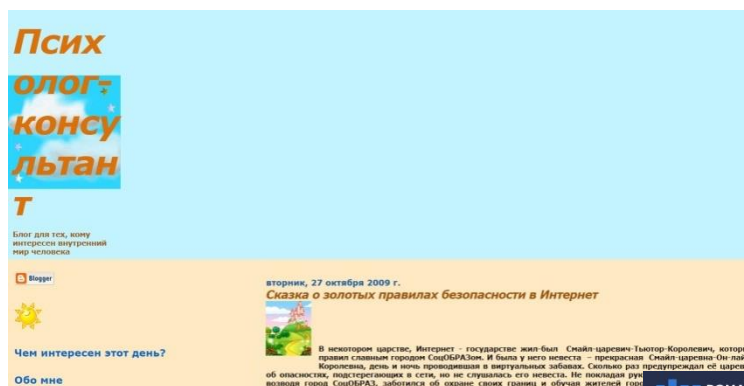 Псих
олог-
консу
льтан
т
Блог для тех, кому
интересен внутренний
мир человека
Blogger
Чем интересен этот день?
Обо мне
вторник, 27 октября 2009 г.
Сказка о золотых правилах безопасности в Интернет
В некотором царстве, Интернет - государстве жил-был Смайл-царевич-Тьютор-Королевич, котор
правил славным городом СоцОБРАЗом. И была у него невеста – прекрасная Смайл-царевна-Он-лай
Королевна, день и ночь проводившая в виртуальных забавах. Сколько раз предупреждал её царев
об опасностях, подстерегающих в сети, но не слушалась его невеста. Не покладая рук
возводя город СоцОБРАЗ, заботился об охране своих границ и обучая жителей горо